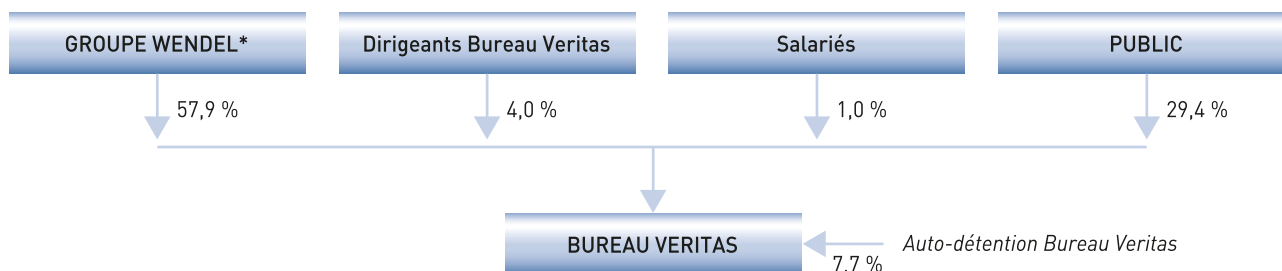 GROUPE WENDEL*
Dirigeants Bureau Veritas
Salariés
PUBLIC
57,9 %
4,0 %
1,0 %
29,4 %
BUREAU VERITAS
Auto-détention Bureau Veritas
7,7 %